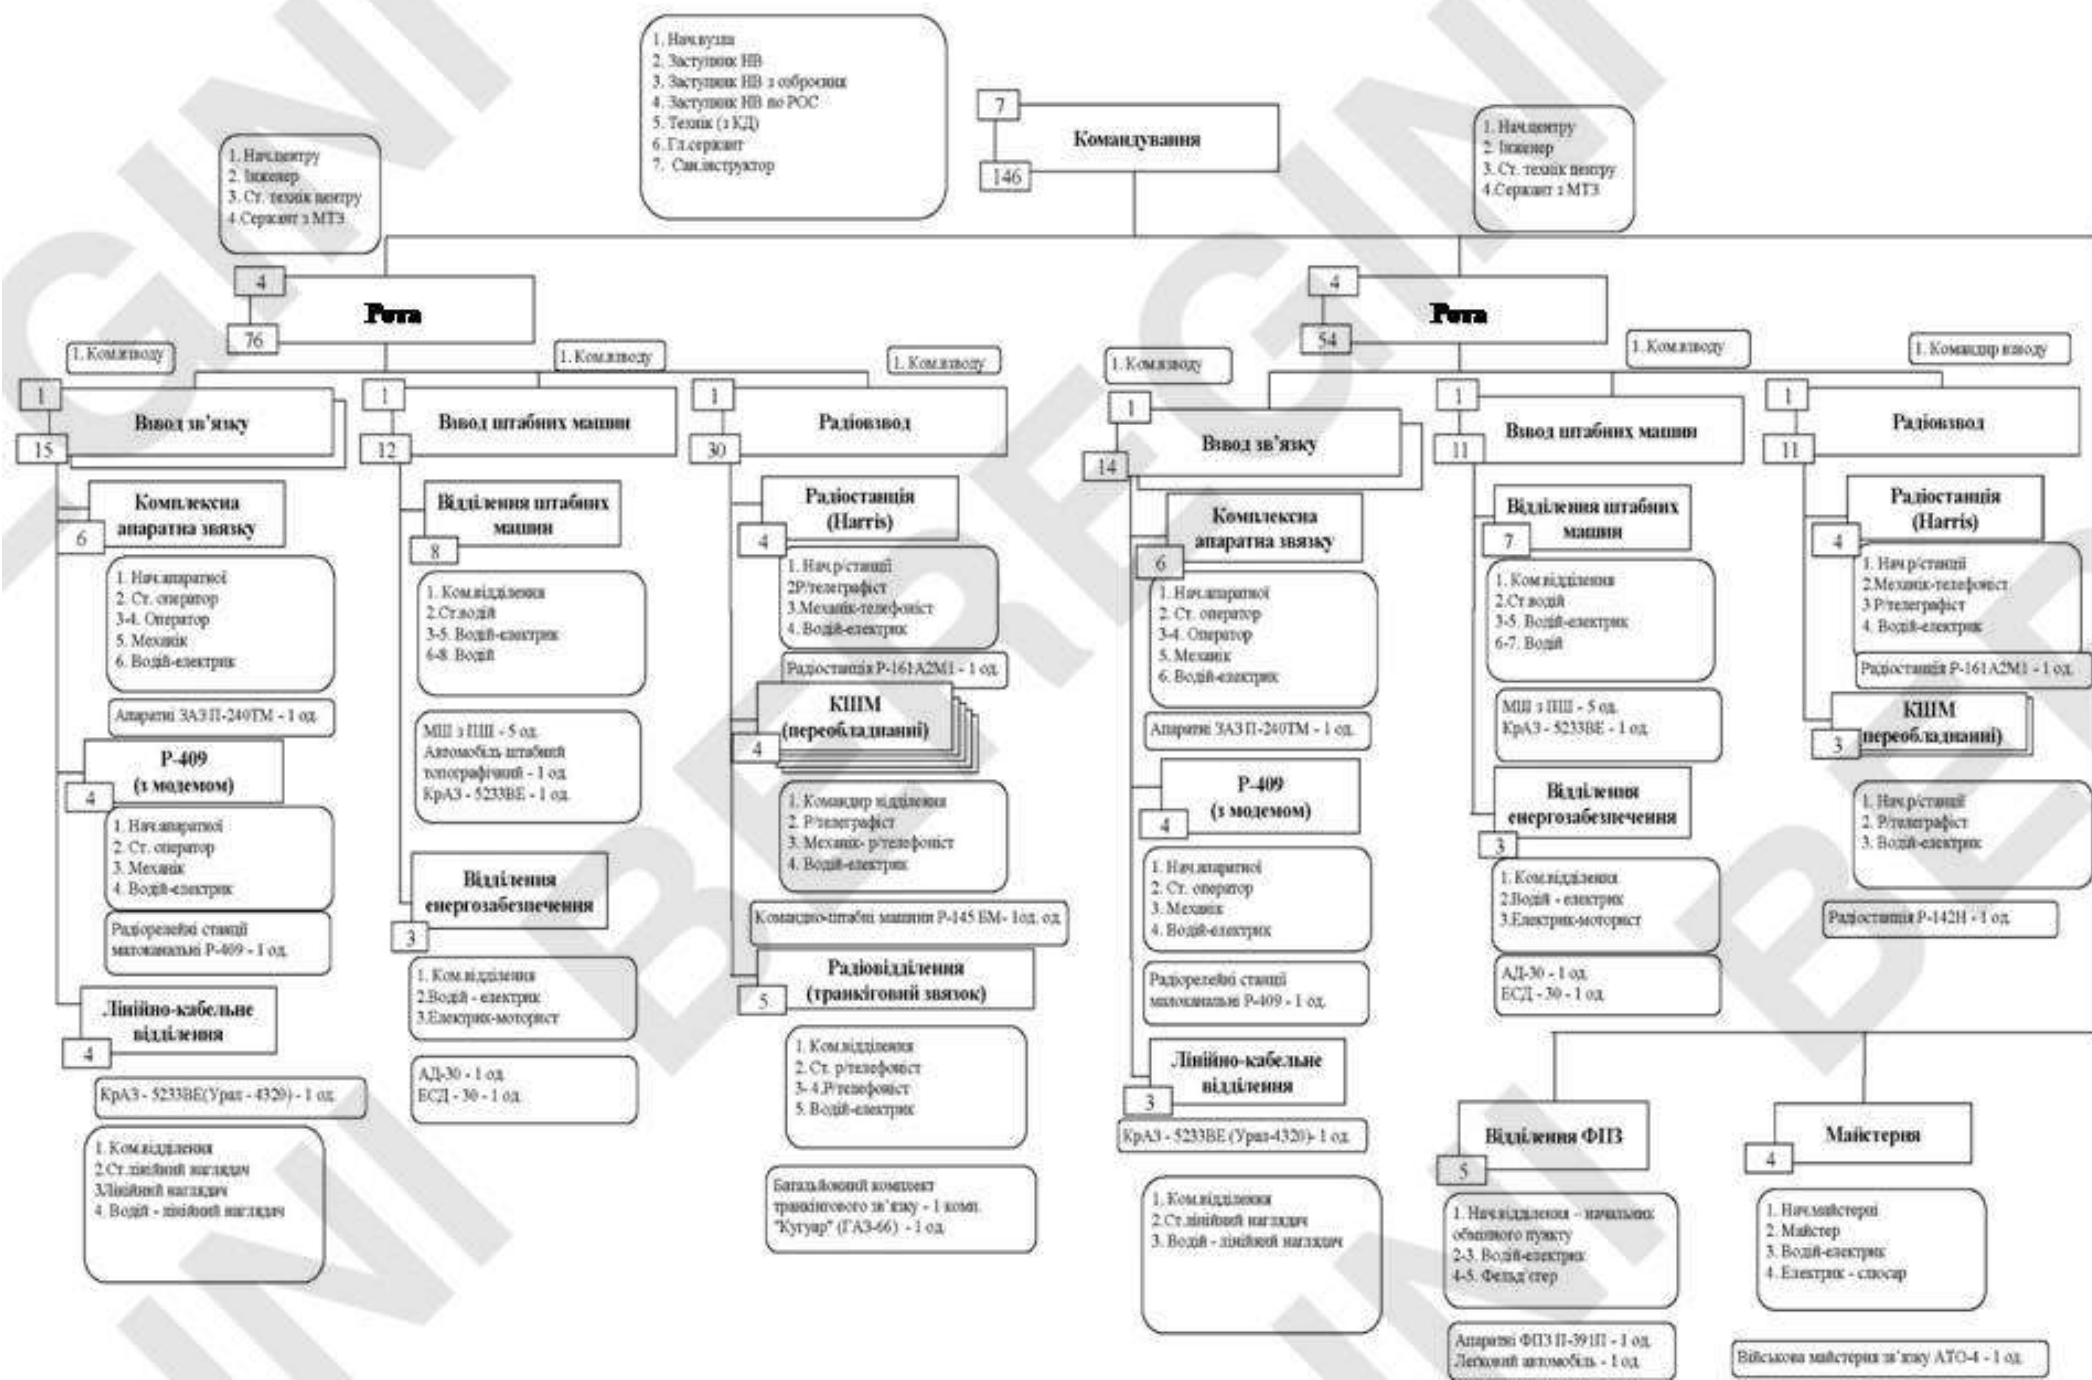 1. Нач.вузла
2. Заступник НВ
3. Заступник НВ з озброєння
4. Заступник НВ по РОС
5. Технік (з КД)
6. Гл.сержант
7. Сан.інструктор
7
Командування
146
1. Нач.центру
2. Інженер
3. Ст. технік центру
4.Сержант з МТЗ
1. Нач.центру
2. Інженер
3. Ст. технік центру
4.Сержант з МТЗ
4
Рота
76
4
Рота
54
1. Ком.взводу
1
Взвод зв’язку
15
Комплексна
апаратна звязку
6
1. Нач.апаратної
2. Ст. оператор
3-4. Оператор
5. Механік
6. Водій-електрик
Апаратні ЗАЗ П-240ТМ - 1 од.
Р-409
(з модемом)
4
1. Нач.апаратної
2. Ст. оператор
3. Механік
4. Водій-електрик
Радіорелейні станції
малоканальні Р-409 - 1 од.
Лінійно-кабельне
відділення
4
КрАЗ - 5233ВЕ(Урал - 4320) - 1 од.
1. Ком.відділення
2.Ст.лінійний наглядач
3Лінійний наглядач
4. Водій - лінійний наглядач
1. Ком.взводу
1
Взвод штабних машин
12
Відділення штабних
машин
8
1. Ком.відділення
2.Ст.водій
3-5. Водій-електрик
6-8. Водій
МШ з ПШ - 5 од.
Автомобіль штабний
топографічний - 1 од.
КрАЗ - 5233ВЕ - 1 од.
Відділення
енергозабезпечення
3
1. Ком.відділення
2.Водій - електрик
3.Електрик-моторист
АД-30 - 1 од.
ЕСД - 30 - 1 од.
1. Ком.взводу
1
Радіовзвод
30
Радіостанція
(Harris)
4
1. Нач.р/станції
2Р/телеграфіст
3.Механік-телефоніст
4. Водій-електрик
Радіостанція Р-161А2М1 - 1 од.
КШМ
(переобладнанні)
4
1. Командир відділення
2. Р/телеграфіст
3. Механік- р/телефоніст
4. Водій-електрик
Командно-штабні машини Р-145 БМ- 1од. од.
Радіовідділення
(транкіговий звязок)
5
1. Ком.відділення
2. Ст. р/телефоніст
3- 4.Р/телефоніст
5. Водій-електрик
Батальйонний комплект
транкінгового зв’язку - 1 комп.
"Кугуар" (ГАЗ-66) - 1 од.
1. Ком.взводу
1
Взвод зв’язку
14
Комплексна
апаратна звязку
6
1. Нач.апаратної
2. Ст. оператор
3-4. Оператор
5. Механік
6. Водій-електрик
Апаратні ЗАЗ П-240ТМ - 1 од.
Р-409
(з модемом)
4
1. Нач.апаратної
2. Ст. оператор
3. Механік
4. Водій-електрик
Радіорелейні станції
малоканальні Р-409 - 1 од.
Лінійно-кабельне
відділення
3
КрАЗ - 5233ВЕ (Урал-4320)- 1 од.
1. Ком.відділення
2.Ст.лінійний наглядач
3. Водій - лінійний наглядач
1. Ком.взводу
1
Взвод штабних машин
11
Відділення штабних
машин
7
1. Ком.відділення
2.Ст.водій
3-5. Водій-електрик
6-7. Водій
МШ з ПШ - 5 од.
КрАЗ - 5233ВЕ - 1 од.
Відділення
енергозабезпечення
3
1. Ком.відділення
2.Водій - електрик
3.Електрик-моторист
АД-30 - 1 од.
ЕСД - 30 - 1 од.
1. Командир взводу
1
Радіовзвод
11
Радіостанція
(Harris)
4
1. Нач.р/станції
2.Механік-телефоніст
3 Р/телеграфіст
4. Водій-електрик
Радіостанція Р-161А2М1 - 1 од.
КШМ
(переобладнанні)
3
1. Нач.р/станції
2. Р/телеграфіст
3. Водій-електрик
Радіостанція Р-142Н - 1 од.
Відділення ФПЗ
5
1. Нач.відділення – начальник
обмінного пункту
2-3. Водій-електрик
4-5. Фельд’єгер
Апаратні ФПЗ П-391П - 1 од.
Легковий автомобіль - 1 од.
Майстерня
4
1. Нач.майстерні
2. Майстер
3. Водій-електрик
4. Електрик - слюсар
Військова майстерня зв’язку АТО-4 - 1 од.
BEREGINI